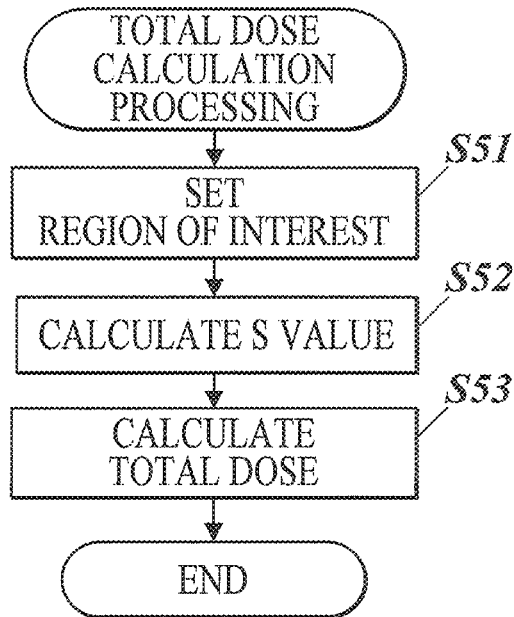 TOTAL DOSE
CALCULATION
PROCESSING
S51
SET
REGION OF INTEREST
S52
CALCULATE S VALUE
S53
CALCULATE
TOTAL DOSE
END